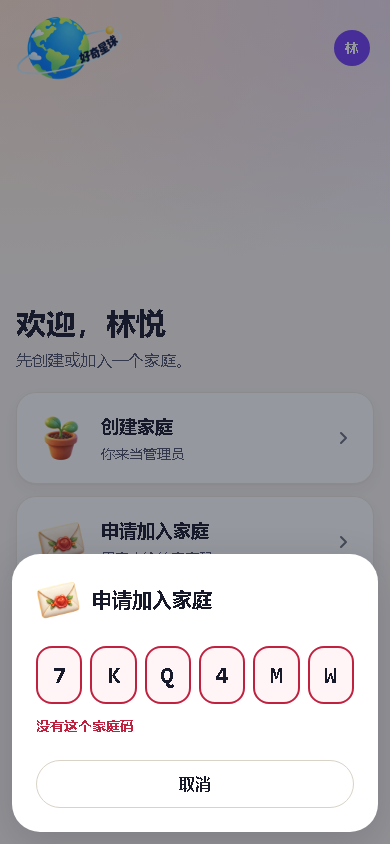 好奇星球
林
欢迎，林悦
先创建或加入一个家庭。
创建家庭
你来当管理员
申请加入家庭
申请加入家庭
7 K Q 4 M W
没有这个家庭码
取消